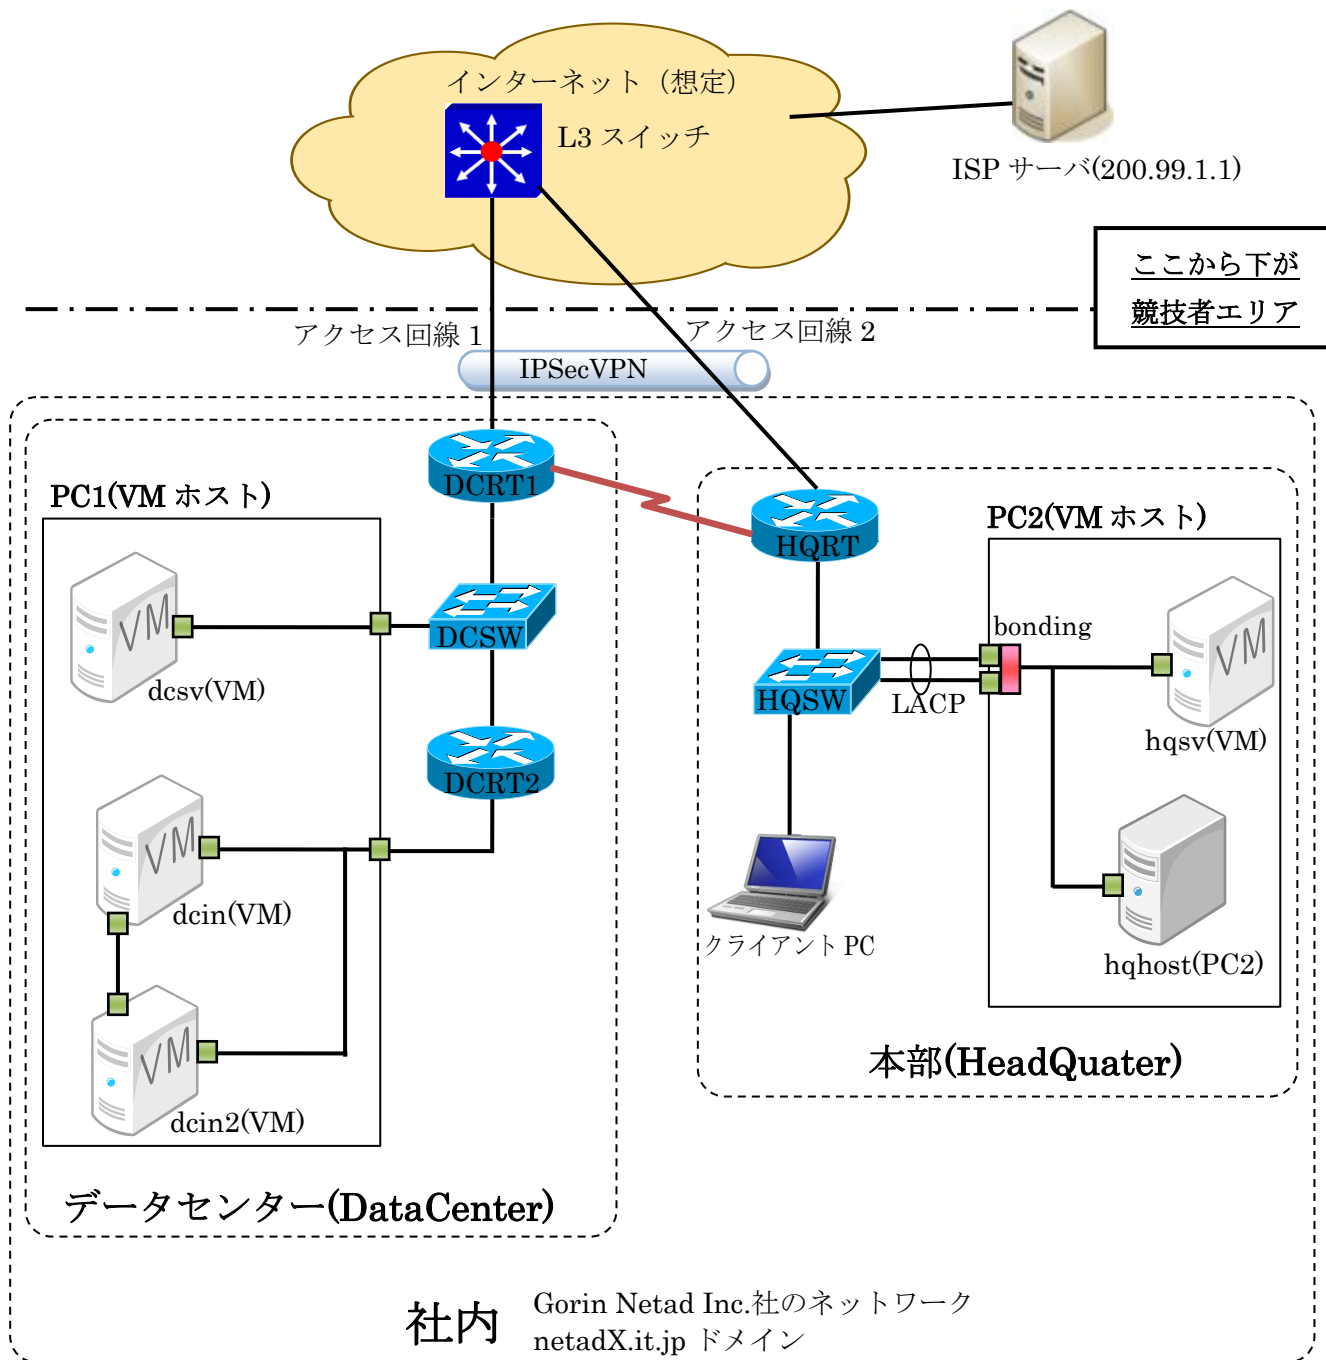 インターネット（想定）
L3 スイッチ
ISP サーバ(200.99.1.1)
ここから下が
競技者エリア
アクセス回線 1
アクセス回線 2
IPSecVPN
DCRT1
PC1(VM ホスト)
VM
dcsv(VM)
DCSW
DCRT2
VM
dcin(VM)
VM
dcin2(VM)
データセンター(DataCenter)
HQRT
PC2(VM ホスト)
bonding
HQSW
LACP
VM
hqsv(VM)
クライアント PC
hqhost(PC2)
本部(HeadQuater)
社内
Gorin Netad Inc.社のネットワーク
netadX.it.jp ドメイン